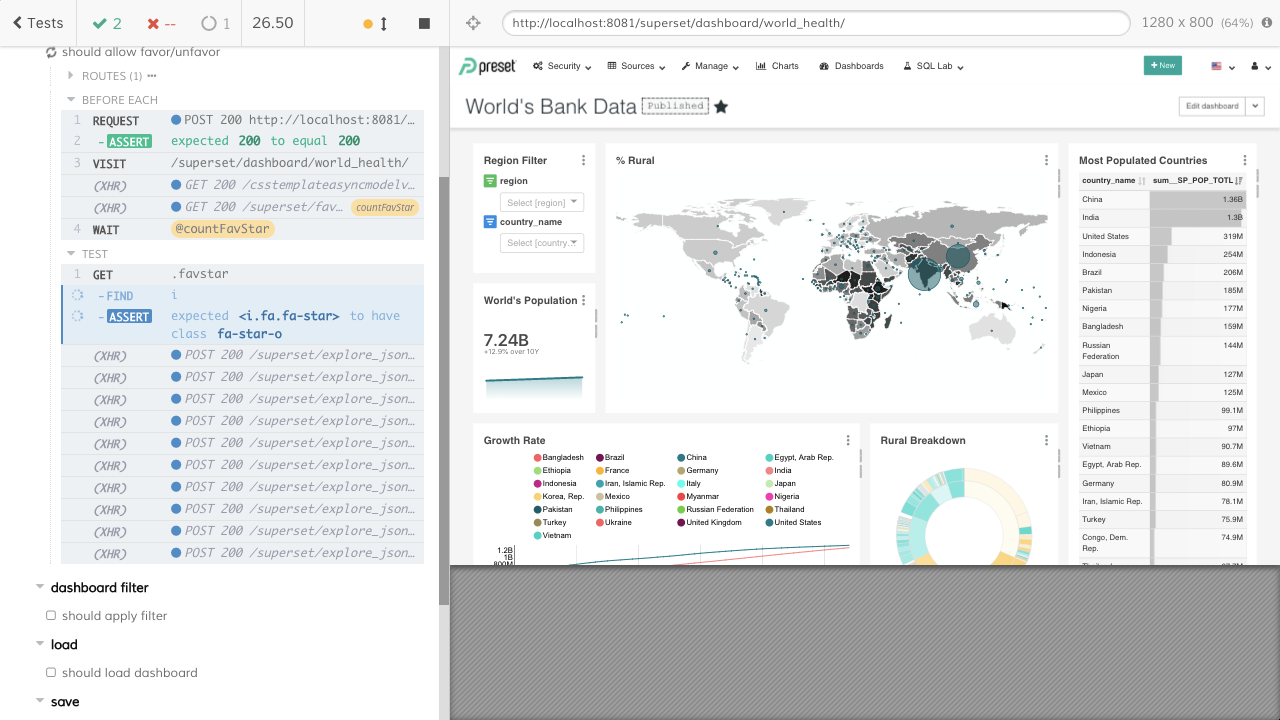 Tests 2 -- 1 26.50
http://localhost:8081/superset/dashboard/world_health/ 1280 x 800 (64%)
should allow favor/unfavor
ROUTES (1)
BEFORE EACH
1 REQUEST POST 200 http://localhost:8081/…
2 - ASSERT expected 200 to equal 200
3 VISIT /superset/dashboard/world_health/
(XHR) GET 200 /csstemplateasyncmodelv…
(XHR) GET 200 /superset/fav… countFavStar
4 WAIT @countFavStar
TEST
1 GET .favstar
- FIND i
- ASSERT expected <i.fa.fa-star> to have
class fa-star-o
(XHR) POST 200 /superset/explore_json…
(XHR) POST 200 /superset/explore_json…
(XHR) POST 200 /superset/explore_json…
(XHR) POST 200 /superset/explore_json…
(XHR) POST 200 /superset/explore_json…
(XHR) POST 200 /superset/explore_json…
(XHR) POST 200 /superset/explore_json…
(XHR) POST 200 /superset/explore_json…
(XHR) POST 200 /superset/explore_json…
(XHR) POST 200 /superset/explore_json…
dashboard filter
should apply filter
load
should load dashboard
save
preset Security Sources Manage Charts Dashboards SQL Lab + New
World's Bank Data Published Edit dashboard
Region Filter
region
Select [region]
country_name
Select [country…
World's Population
7.24B
+12.9% over 10Y
% Rural
Most Populated Countries
country_name sum__SP_POP_TOTL
China 1.36B
India 1.3B
United States 319M
Indonesia 254M
Brazil 206M
Pakistan 185M
Nigeria 177M
Bangladesh 159M
Russian Federation 144M
Japan 127M
Mexico 125M
Philippines 99.1M
Ethiopia 97M
Vietnam 90.7M
Egypt, Arab Rep. 89.6M
Germany 80.9M
Iran, Islamic Rep. 78.1M
Turkey 75.9M
Congo, Dem. Rep. 74.9M
Growth Rate
Bangladesh Brazil China Egypt, Arab Rep.
Ethiopia France Germany India
Indonesia Iran, Islamic Rep. Italy Japan
Korea, Rep. Mexico Myanmar Nigeria
Pakistan Philippines Russian Federation Thailand
Turkey Ukraine United Kingdom United States
Vietnam
1.2B
1B
800M
Rural Breakdown